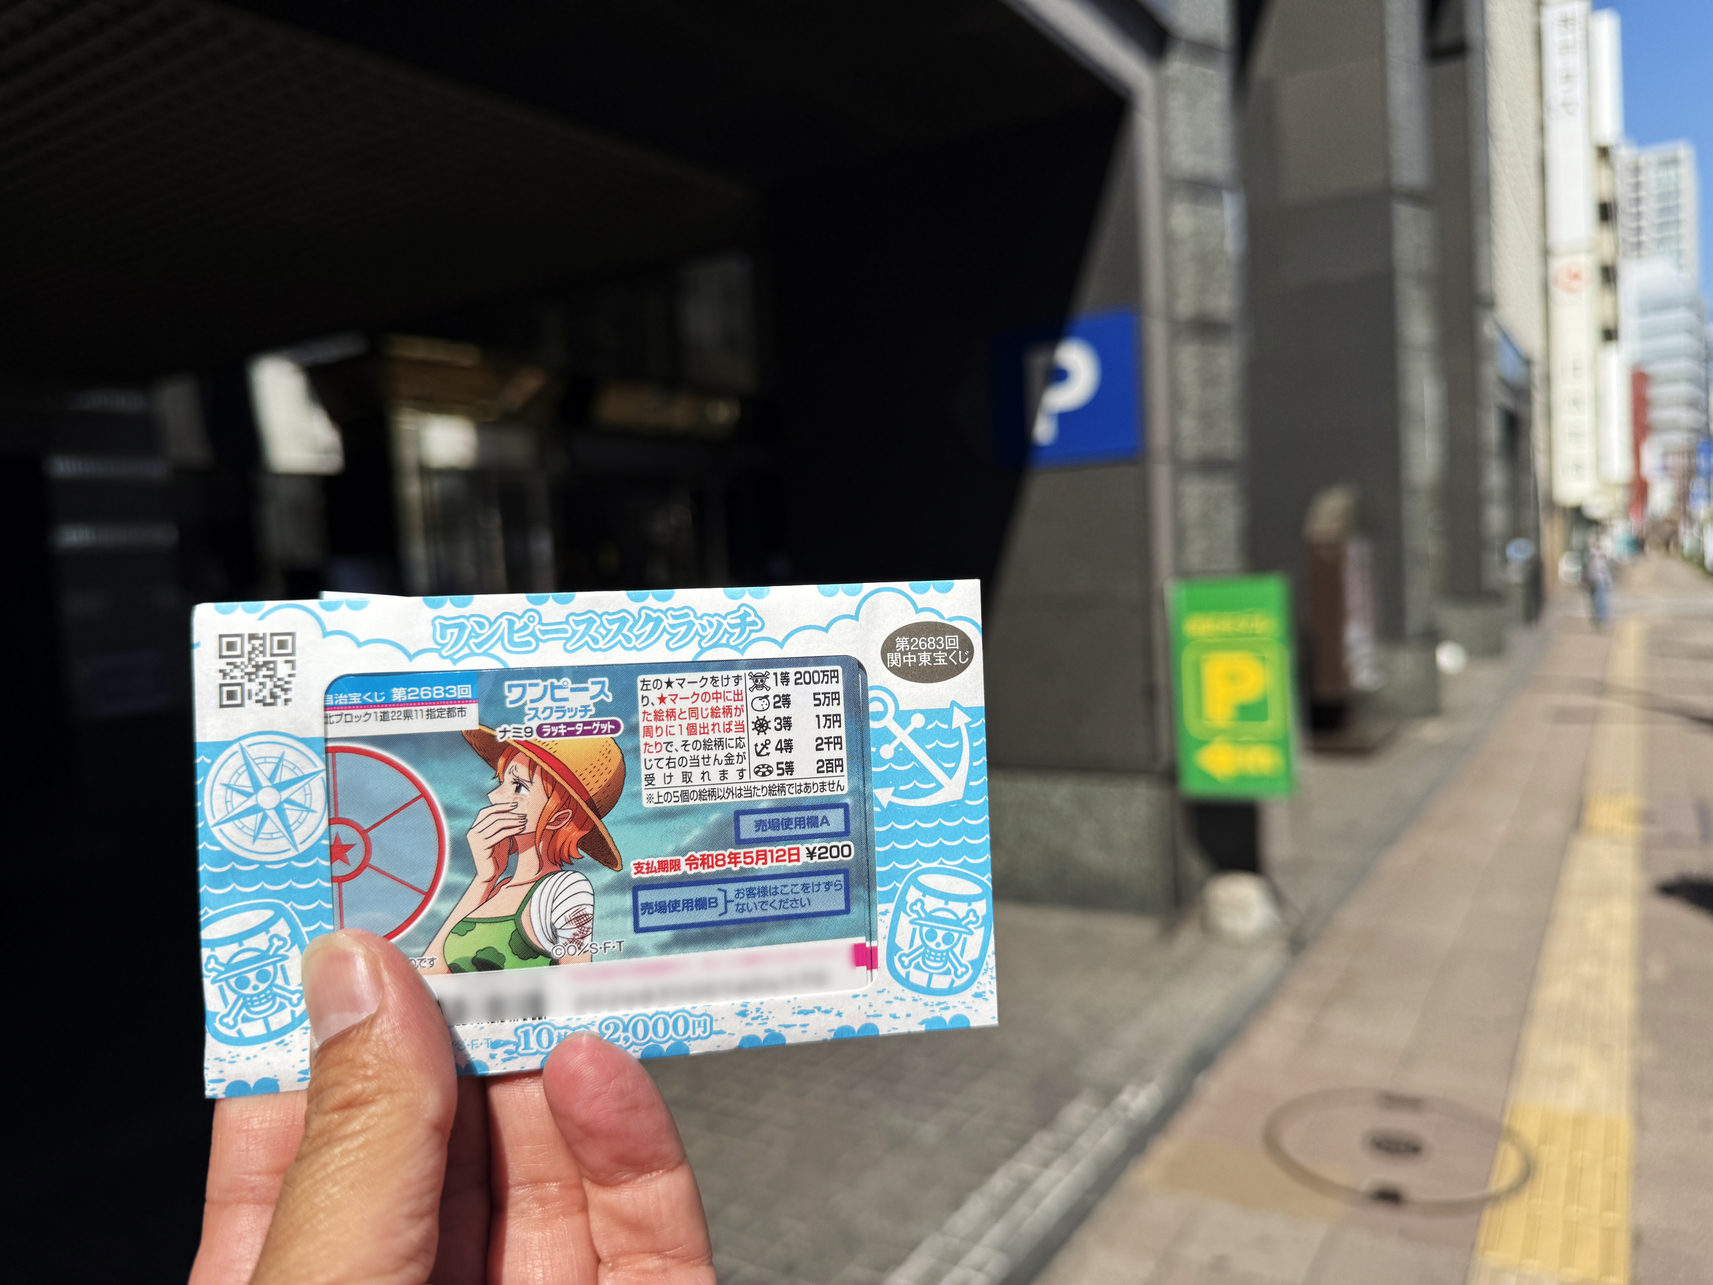 ワンピーススクラッチ
第2683回
関中東宝くじ
自治宝くじ 第2683回
北ブロック1道22県11指定都市
ワンピース
スクラッチ
ナミ9 ラッキーターゲット
左の★マークをけず
り、★マークの中に出
た絵柄と同じ絵柄が
周りに1個出れば当
たりで、その絵柄に応
じて右の当せん金が
受け取れます
1等 200万円
2等 5万円
3等 1万円
4等 2千円
5等 2百円
※上の5個の絵柄以外は当たり絵柄ではありません
売場使用欄A
支払期限 令和8年5月12日 ¥200
売場使用欄B
お客様はここをけずら
ないでください
©O/S・F・T
です
S・F・T
10 2,000円
P
P